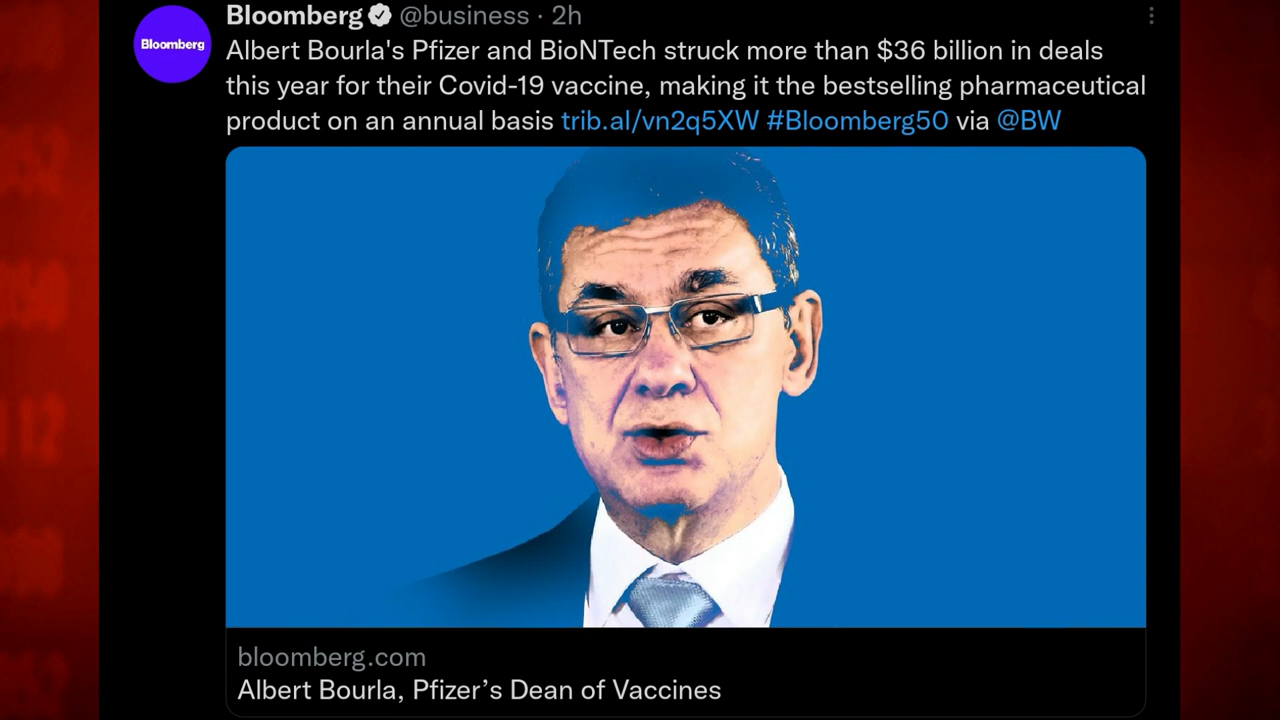 Bloomberg @business · 2h
Bloomberg
Albert Bourla's Pfizer and BioNTech struck more than $36 billion in deals
this year for their Covid-19 vaccine, making it the bestselling pharmaceutical
product on an annual basis trib.al/vn2q5XW #Bloomberg50 via @BW
bloomberg.com
Albert Bourla, Pfizer’s Dean of Vaccines